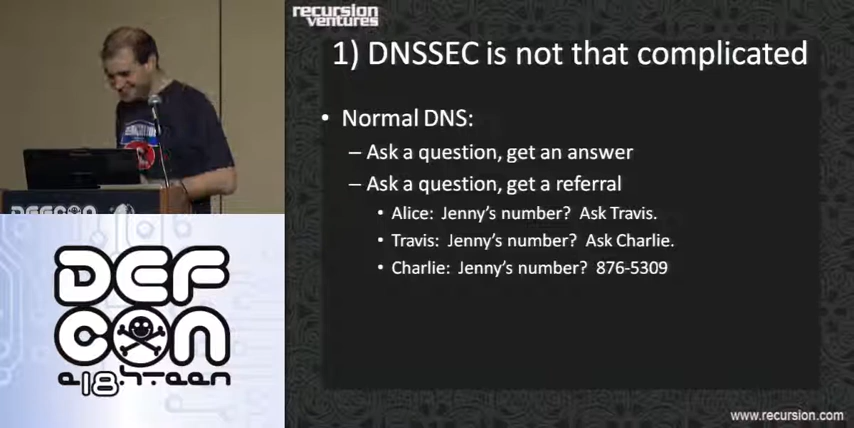 recursion
ventures
1) DNSSEC is not that complicated
• Normal DNS:
– Ask a question, get an answer
– Ask a question, get a referral
• Alice: Jenny's number? Ask Travis.
• Travis: Jenny's number? Ask Charlie.
• Charlie: Jenny's number? 876-5309
www.recursion.com
DEFCON
DEF
CON
e18hteen